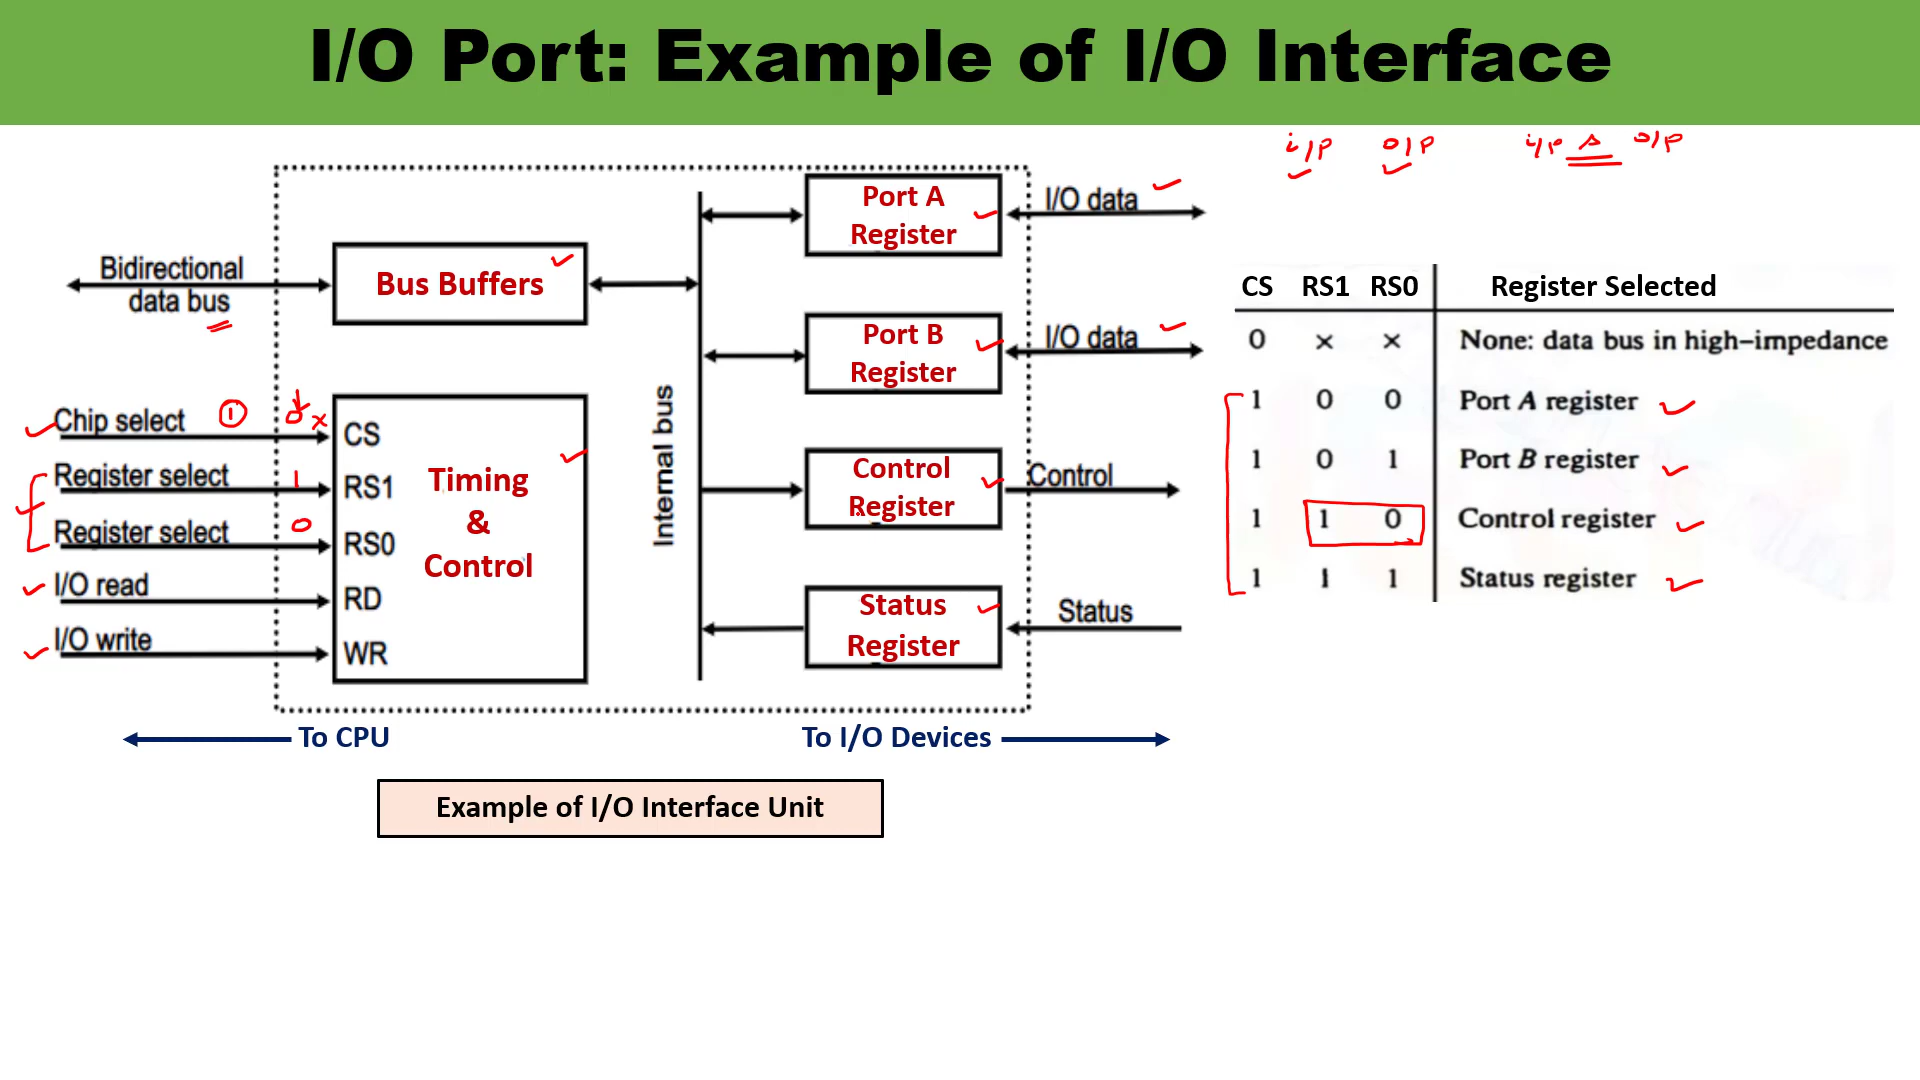 I/O Port: Example of I/O Interface
i/p o/p i/p o/p
Port A
Register
I/O data
Bidirectional
data bus
Bus Buffers
Port B
Register
I/O data
Internal bus
Chip select 1 0 x CS
Register select 1 RS1
Register select 0 RS0
I/O read RD
I/O write WR
Timing
&
Control
Control
Register
Control
Status
Register
Status
To CPU
To I/O Devices
Example of I/O Interface Unit
CS RS1 RS0 Register Selected
0 × × None: data bus in high-impedance
1 0 0 Port A register
1 0 1 Port B register
1 1 0 Control register
1 1 1 Status register